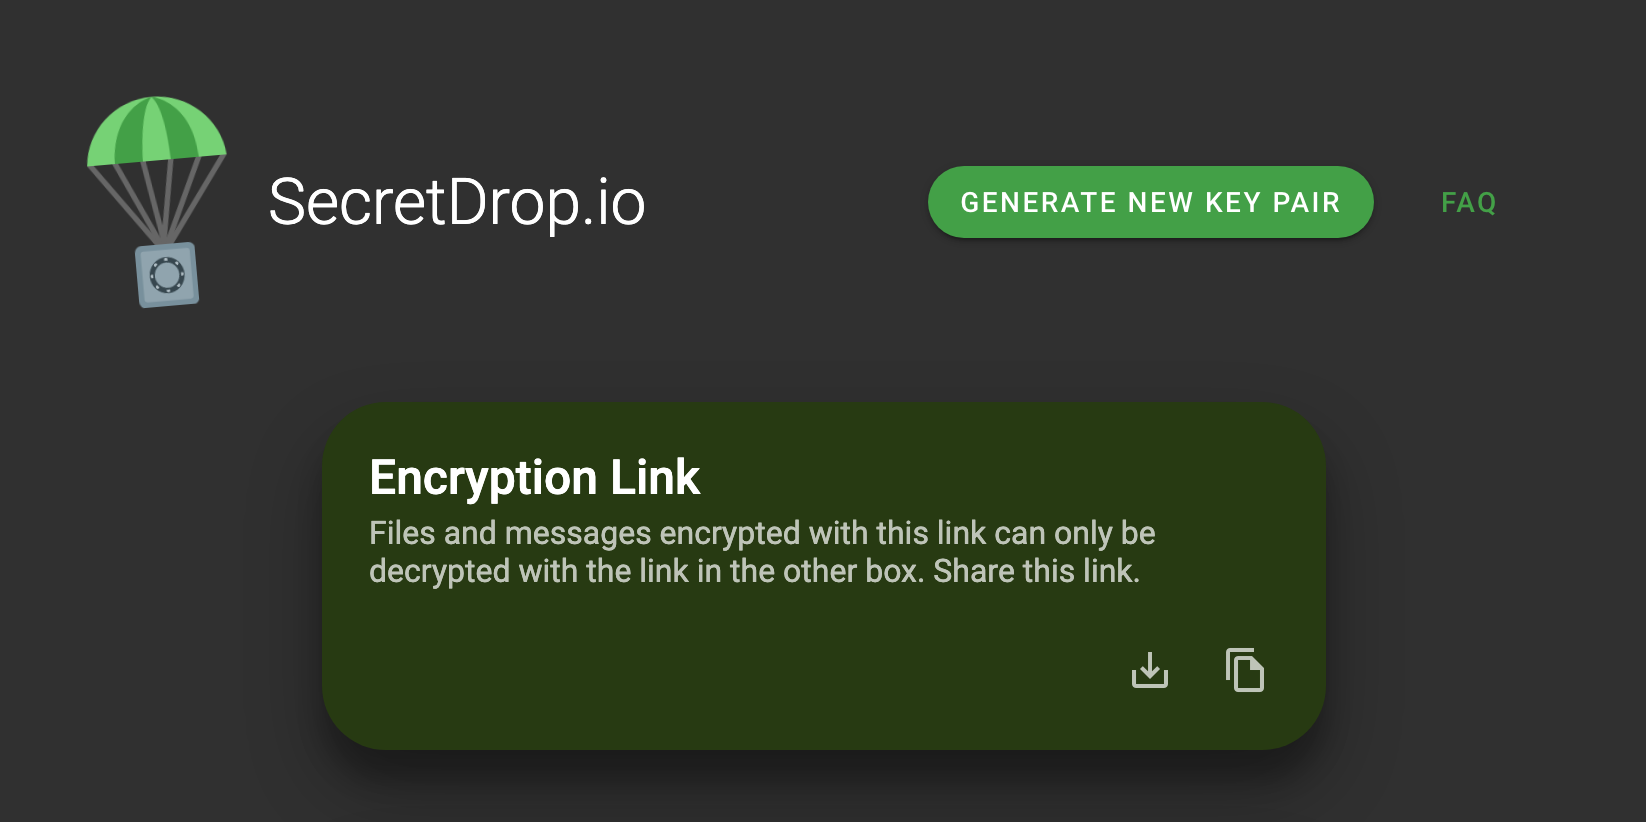 SecretDrop.io
GENERATE NEW KEY PAIR
FAQ
Encryption Link
Files and messages encrypted with this link can only be
decrypted with the link in the other box. Share this link.